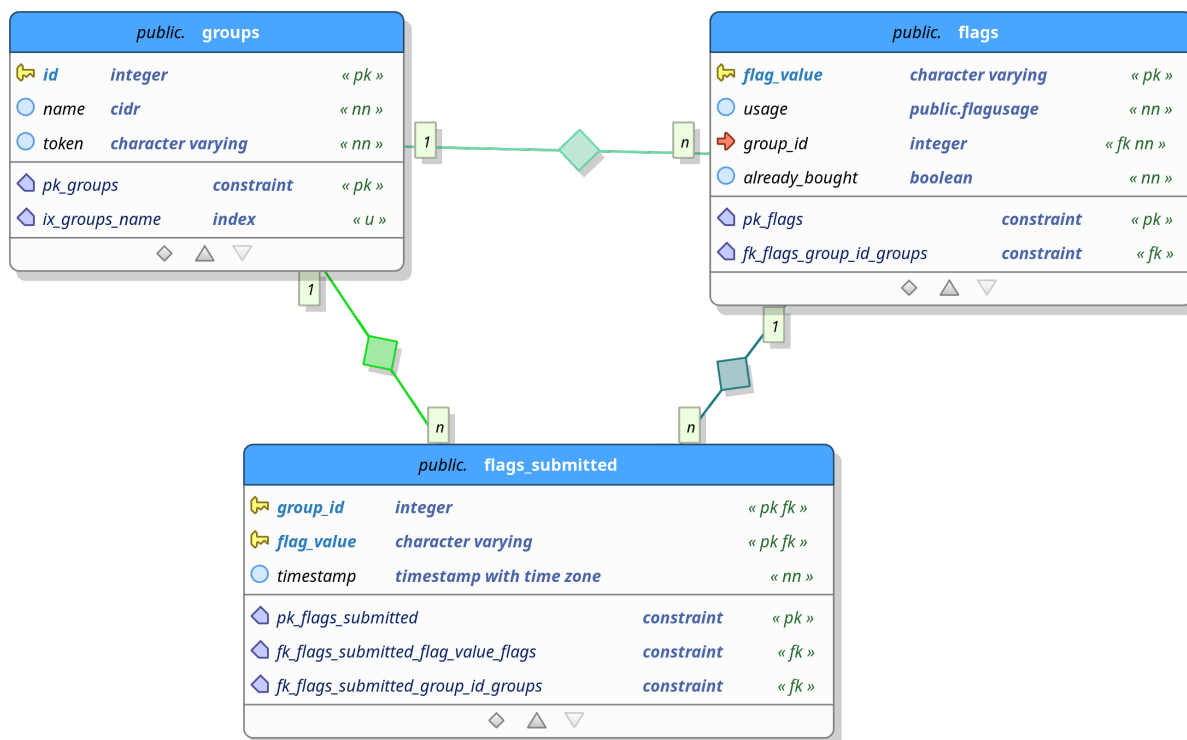 public. groups
id integer « pk »
name cidr « nn »
token character varying « nn »
pk_groups constraint « pk »
ix_groups_name index « u »
public. flags
flag_value character varying « pk »
usage public.flagusage « nn »
group_id integer « fk nn »
already_bought boolean « nn »
pk_flags constraint « pk »
fk_flags_group_id_groups constraint « fk »
1
n
1
n
1
n
public. flags_submitted
group_id integer « pk fk »
flag_value character varying « pk fk »
timestamp timestamp with time zone « nn »
pk_flags_submitted constraint « pk »
fk_flags_submitted_flag_value_flags constraint « fk »
fk_flags_submitted_group_id_groups constraint « fk »